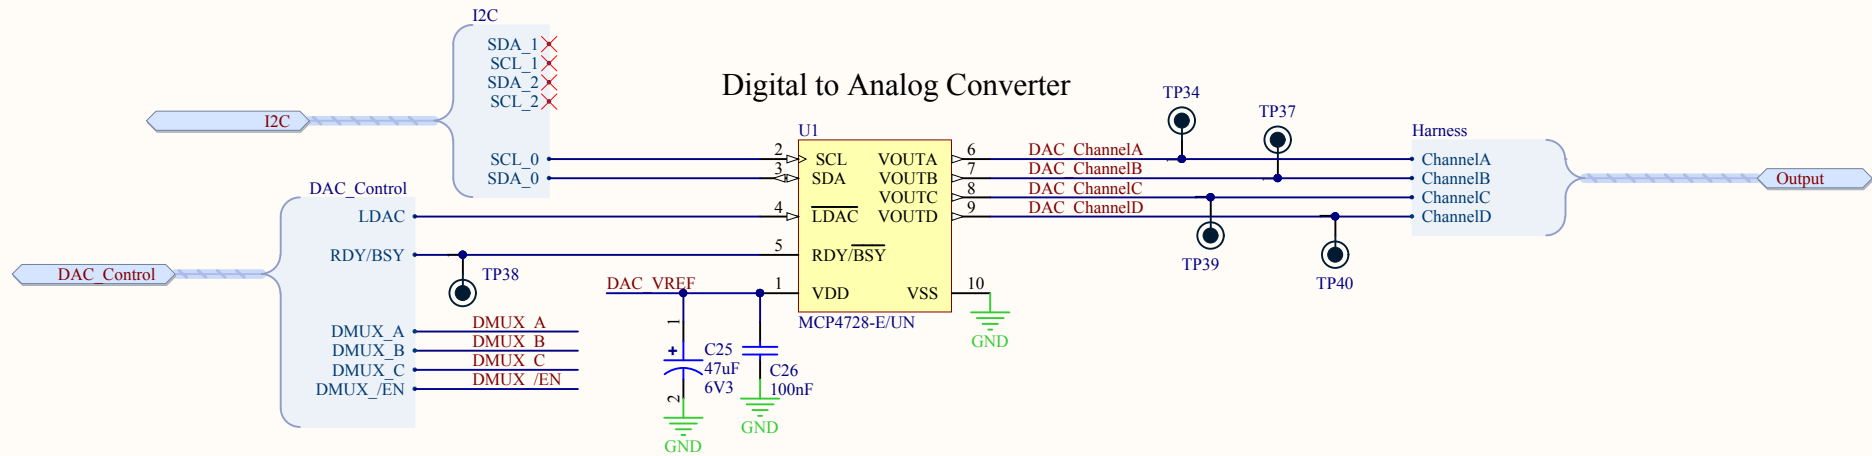 I2C
SDA_1
SCL_1
SDA_2
SCL_2
I2C
SCL_0
SDA_0
Digital to Analog Converter
DAC_Control
LDAC
RDY/BSY
DAC_Control
TP38
DMUX_A DMUX_A
DMUX_B DMUX_B
DMUX_C DMUX_C
DMUX_/EN DMUX_/EN
U1
2 SCL VOUTA 6
3 SDA VOUTB 7
VOUTC 8
4 LDAC VOUTD 9
5 RDY/BSY
DAC_VREF 1 VDD VSS 10
MCP4728-E/UN
GND
1
+
C25
47uF
6V3
2
GND
C26
100nF
GND
DAC_ChannelA
DAC_ChannelB
DAC_ChannelC
DAC_ChannelD
TP34
TP37
TP39
TP40
Harness
ChannelA
ChannelB
ChannelC
ChannelD
Output